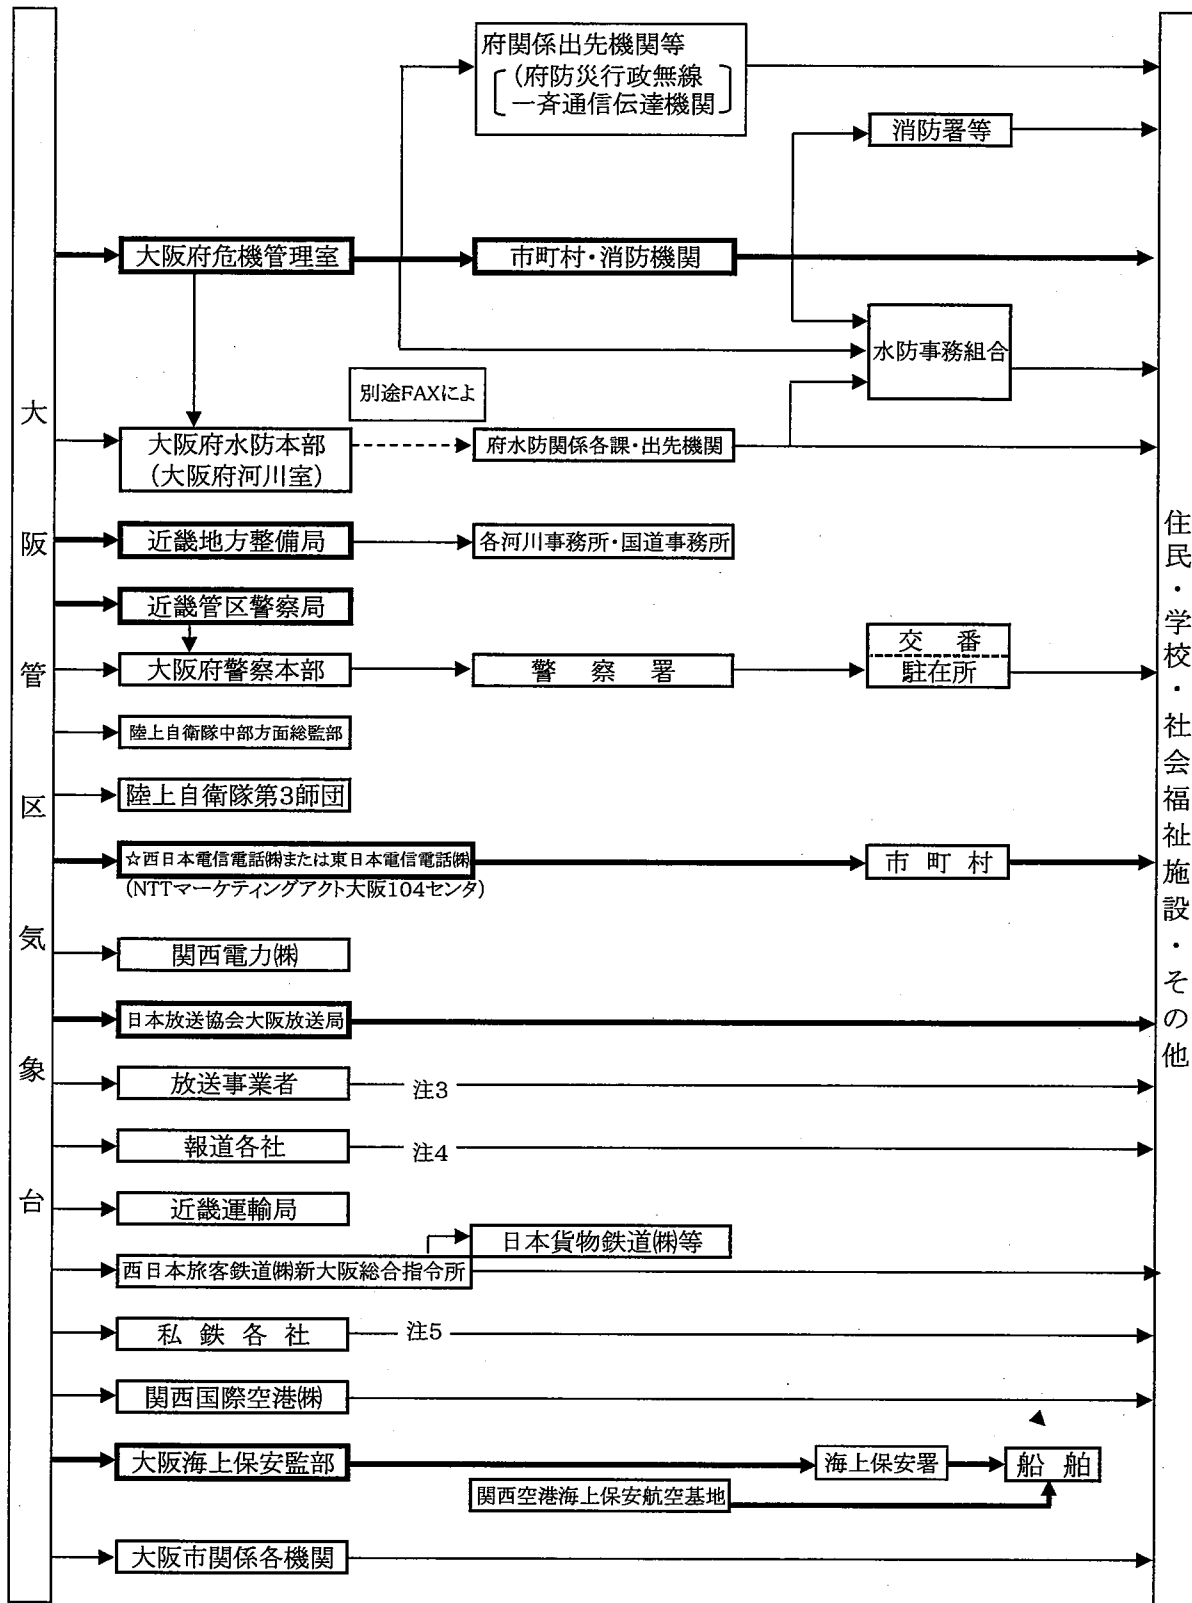 大阪管区気象台
府関係出先機関等
(府防災行政無線
一斉通信伝達機関
消防署等
大阪府危機管理室
市町村・消防機関
水防事務組合
別途FAXによ
大阪府水防本部
(大阪府河川室)
府水防関係各課・出先機関
近畿地方整備局
各河川事務所・国道事務所
近畿管区警察局
大阪府警察本部
警察署
交番
駐在所
陸上自衛隊中部方面総監部
陸上自衛隊第3師団
☆西日本電信電話㈱または東日本電信電話㈱
(NTTマーケティングアクト大阪104センタ)
市町村
関西電力㈱
日本放送協会大阪放送局
放送事業者
注3
報道各社
注4
近畿運輸局
日本貨物鉄道㈱等
西日本旅客鉄道㈱新大阪総合指令所
私鉄各社
注5
関西国際空港㈱
大阪海上保安監部
海上保安署
船舶
関西空港海上保安航空基地
大阪市関係各機関
住民・学校・社会福祉施設・その他